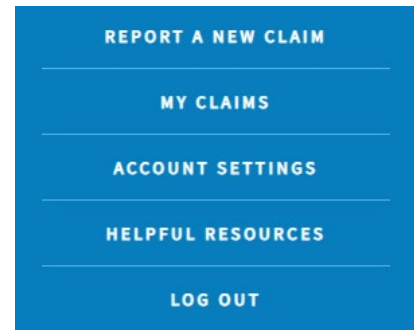 REPORT A NEW CLAIM
MY CLAIMS
ACCOUNT SETTINGS
HELPFUL RESOURCES
LOG OUT